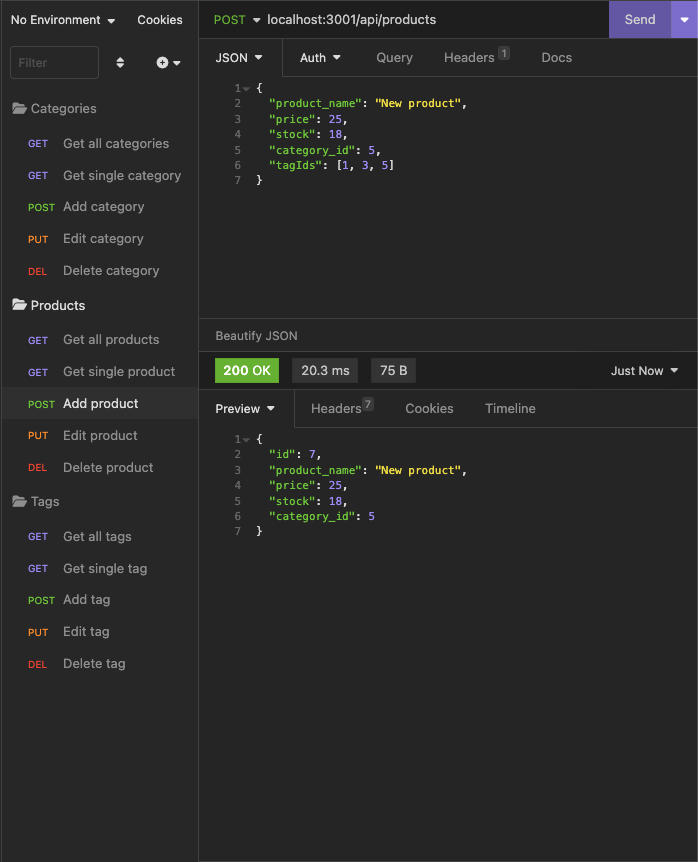 No Environment
Cookies
Filter
Categories
GET Get all categories
GET Get single category
POST Add category
PUT Edit category
DEL Delete category
Products
GET Get all products
GET Get single product
POST Add product
PUT Edit product
DEL Delete product
Tags
GET Get all tags
GET Get single tag
POST Add tag
PUT Edit tag
DEL Delete tag
POST localhost:3001/api/products Send
JSON Auth Query Headers 1 Docs
1 {
2 "product_name": "New product",
3 "price": 25,
4 "stock": 18,
5 "category_id": 5,
6 "tagIds": [1, 3, 5]
7 }
Beautify JSON
200 OK 20.3 ms 75 B Just Now
Preview Headers 7 Cookies Timeline
1 {
2 "id": 7,
3 "product_name": "New product",
4 "price": 25,
5 "stock": 18,
6 "category_id": 5
7 }